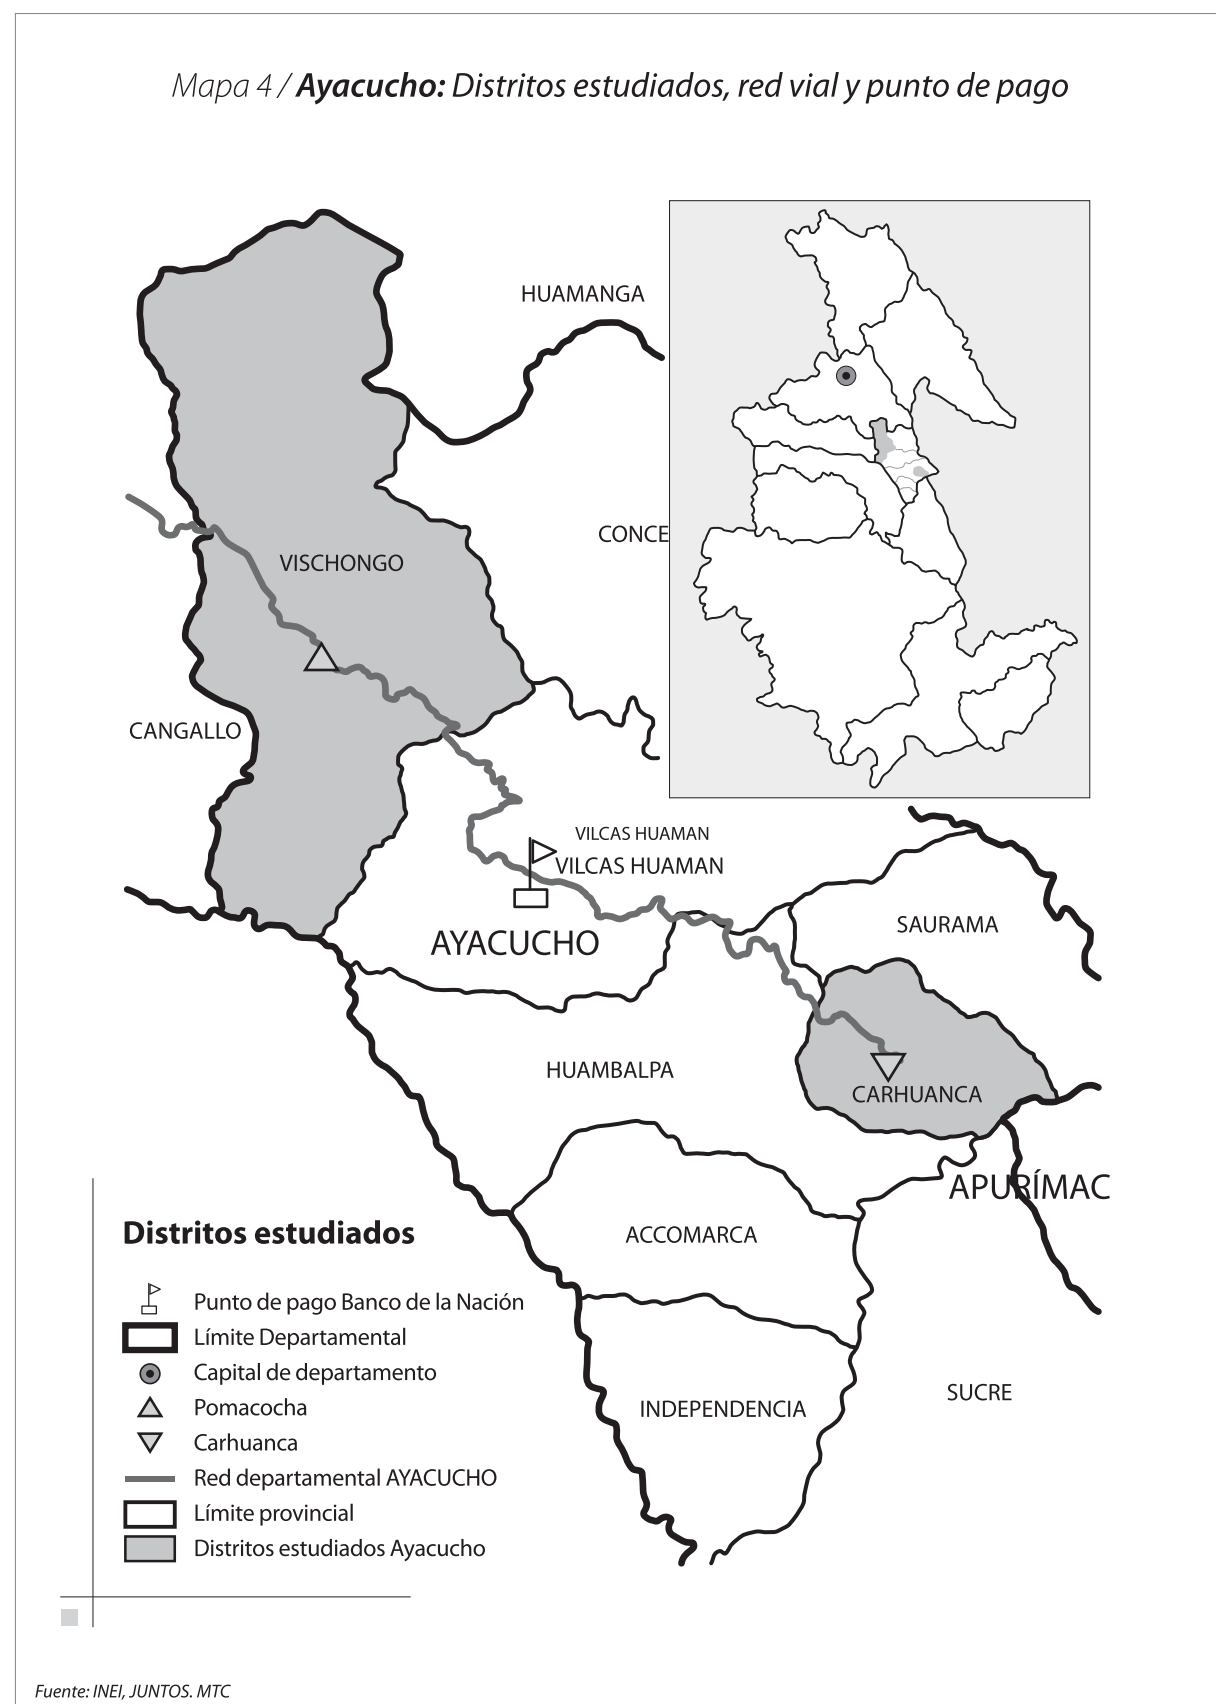 Mapa 4 / Ayacucho: Distritos estudiados, red vial y punto de pago
HUAMANGA
CONCE
VISCHONGO
CANGALLO
VILCAS HUAMAN
VILCAS HUAMAN
SAURAMA
AYACUCHO
HUAMBALPA
CARHUANCA
APURÍMAC
ACCOMARCA
SUCRE
INDEPENDENCIA
Distritos estudiados
Punto de pago Banco de la Nación
Límite Departamental
Capital de departamento
Pomacocha
Carhuanca
Red departamental AYACUCHO
Límite provincial
Distritos estudiados Ayacucho
Fuente: INEI, JUNTOS. MTC